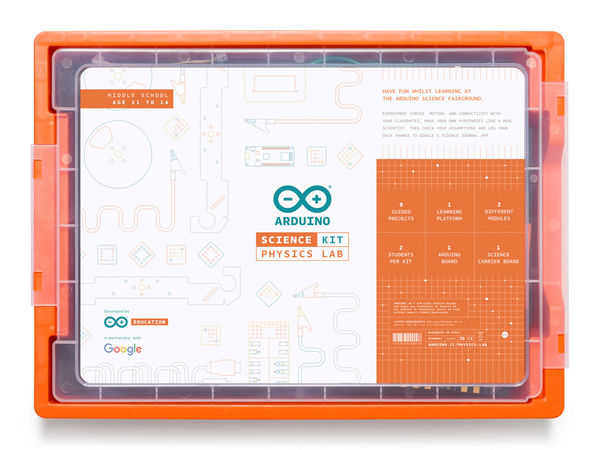 MIDDLE SCHOOL
AGE 11 TO 14
HAVE FUN WHILST LEARNING AT
THE ARDUINO SCIENCE FAIRGROUND.
EXPERIMENT FORCES, MOTION, AND CONDUCTIVITY WITH
YOUR CLASSMATES. MAKE YOUR OWN HYPOTHESIS LIKE A REAL
SCIENTIST, THEN CHECK YOUR ASSUMPTIONS AND LOG YOUR
DATA THANKS TO GOOGLE'S SCIENCE JOURNAL APP.
ARDUINO
SCIENCE KIT
PHYSICS LAB
9
GUIDED
PROJECTS
1
LEARNING
PLATFORM
2
DIFFERENT
MODULES
2
STUDENTS
PER KIT
1
ARDUINO
BOARD
1
SCIENCE
CARRIER BOARD
Developed by
EDUCATION
in partnership with
Google
ARDUINO.CC/PHYSICS-LAB